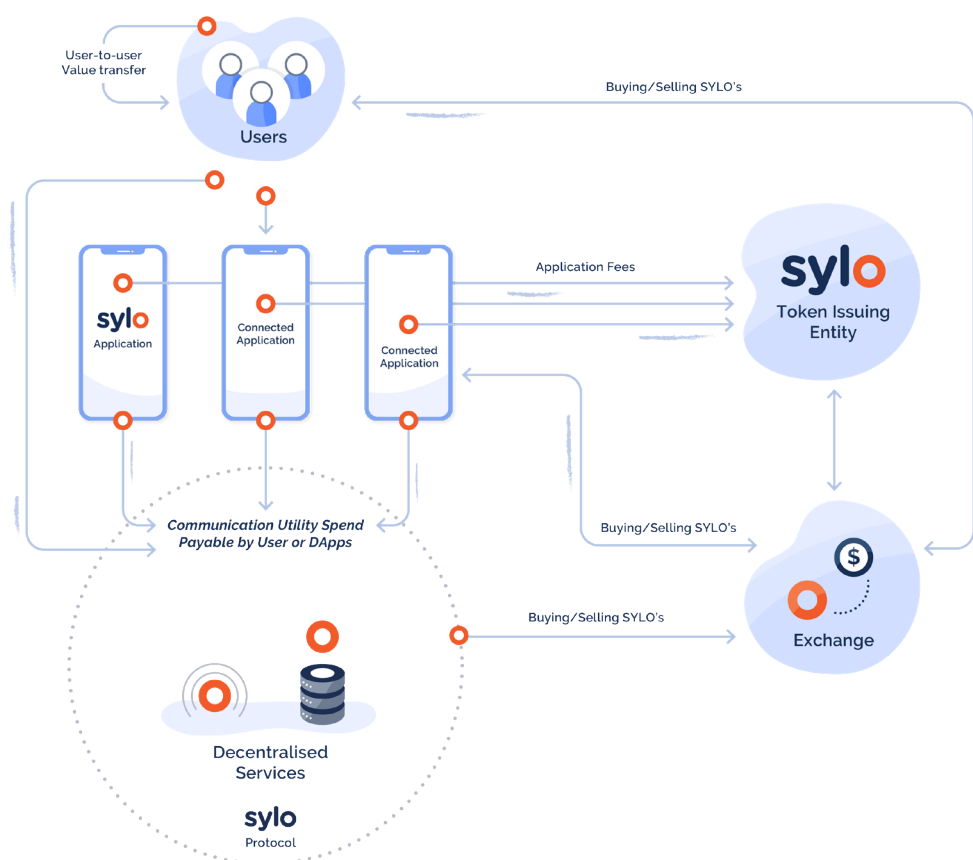 User-to-user
Value transfer
Users
Buying/Selling SYLO's
sylo
Application
Connected
Application
Connected
Application
Application Fees
sylo
Token Issuing
Entity
Communication Utility Spend
Payable by User or DApps
Buying/Selling SYLO's
Buying/Selling SYLO's
$
Exchange
Decentralised
Services
sylo
Protocol